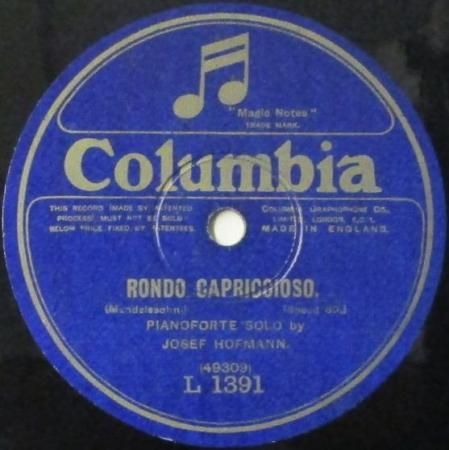 "Magic Notes"
TRADE MARK.
Columbia
THIS RECORD (MADE BY PATENTED
PROCESS) MUST NOT BE SOLD
BELOW PRICE FIXED BY PATENTEES.
COLUMBIA GRAPHOPHONE CO.,
LIMITED, LONDON, E.C.1.
MADE IN ENGLAND.
RONDO CAPRICCIOSO.
(Mendelssohn) [Speed 80.]
PIANOFORTE SOLO by
JOSEF HOFMANN.
(49309)
L 1391